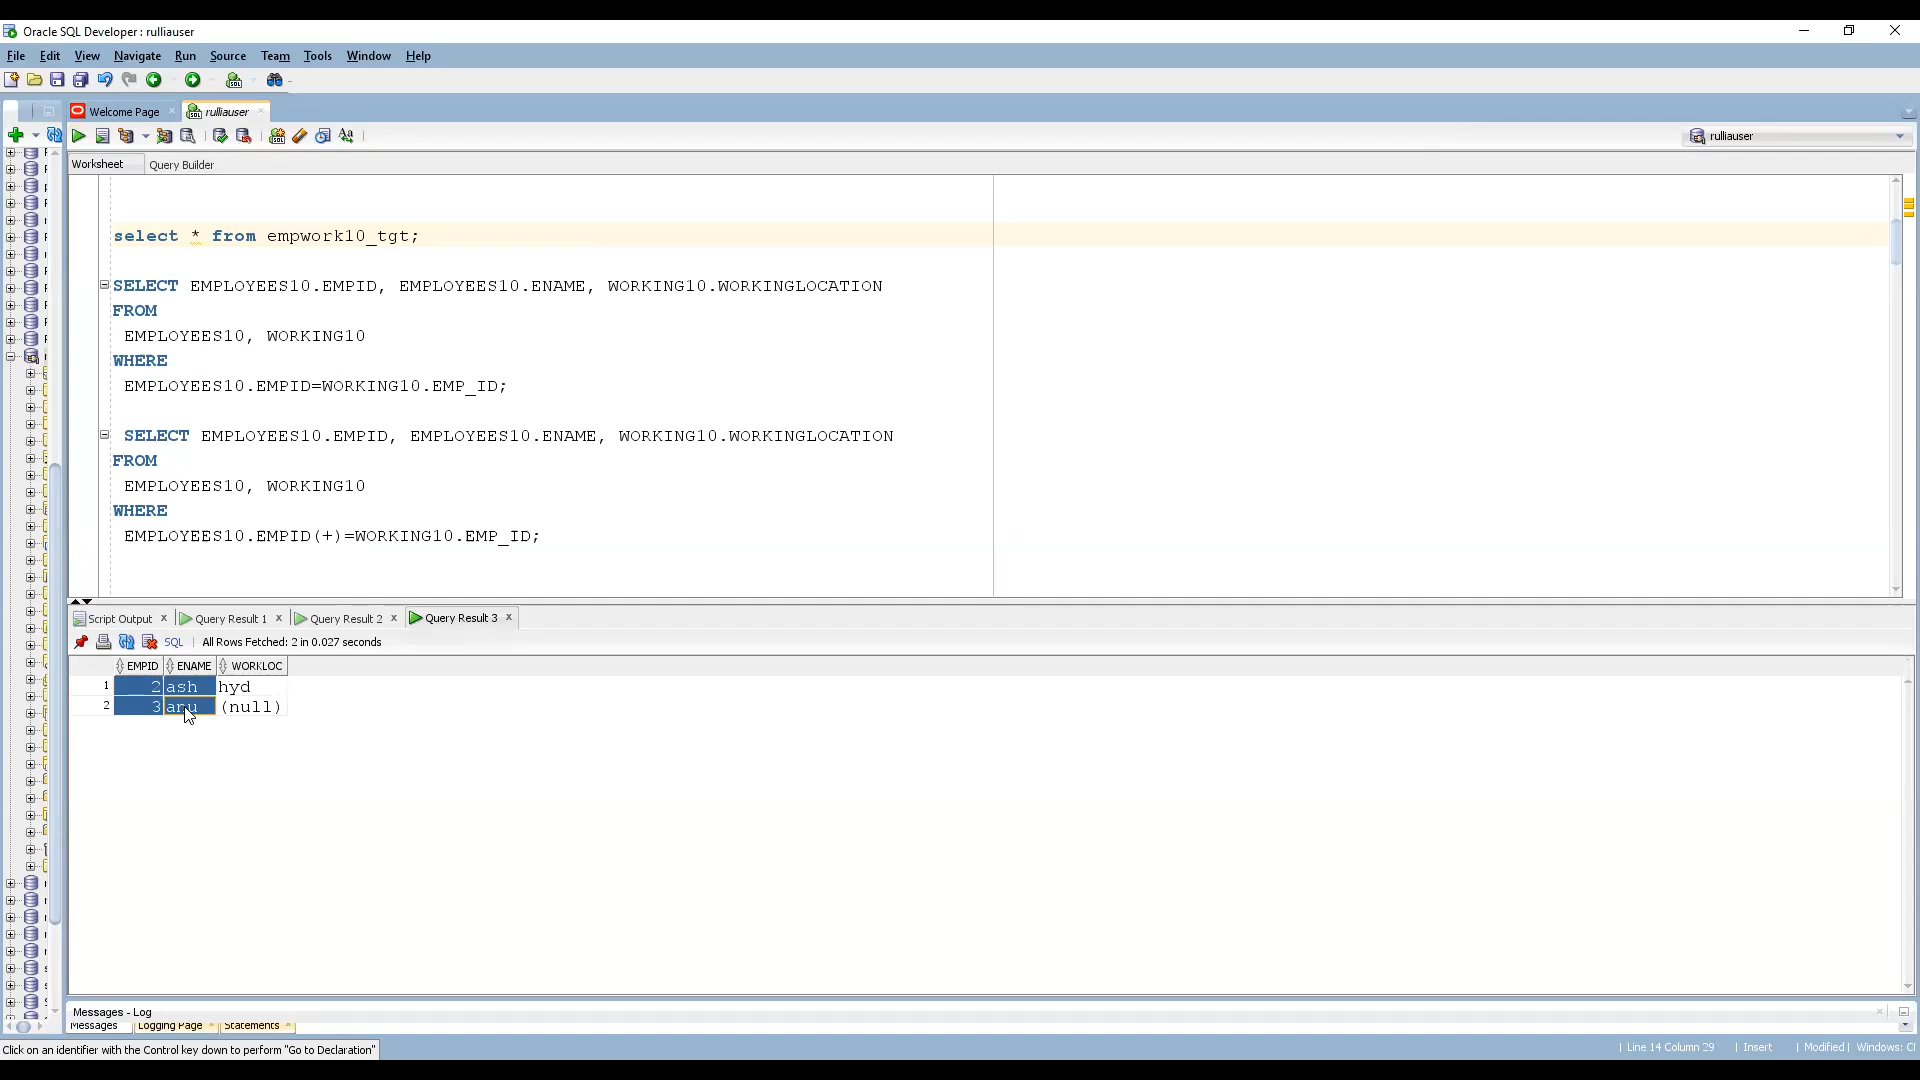 Oracle SQL Developer : rulliauser
File Edit View Navigate Run Source Team Tools Window Help
Welcome Page rulliauser
rulliauser
Worksheet Query Builder
select * from empwork10_tgt;
SELECT EMPLOYEES10.EMPID, EMPLOYEES10.ENAME, WORKING10.WORKINGLOCATION
FROM
EMPLOYEES10, WORKING10
WHERE
EMPLOYEES10.EMPID=WORKING10.EMP_ID;
SELECT EMPLOYEES10.EMPID, EMPLOYEES10.ENAME, WORKING10.WORKINGLOCATION
FROM
EMPLOYEES10, WORKING10
WHERE
EMPLOYEES10.EMPID(+)=WORKING10.EMP_ID;
Script Output x Query Result 1 x Query Result 2 x Query Result 3 x
SQL | All Rows Fetched: 2 in 0.027 seconds
EMPID ENAME WORKLOC
1 2 ash hyd
2 3 anu (null)
Messages - Log
Messages Logging Page Statements
Click on an identifier with the Control key down to perform "Go to Declaration"
| Line 14 Column 29 | Insert | Modified | Windows: Cl